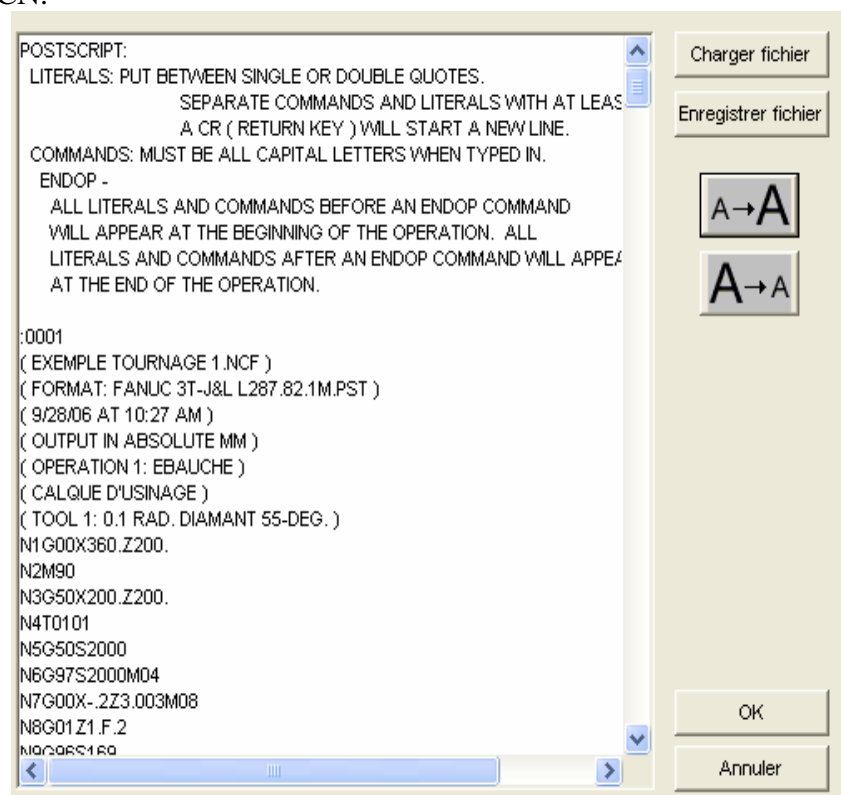 CN.
POSTSCRIPT:
LITERALS: PUT BETWEEN SINGLE OR DOUBLE QUOTES.
SEPARATE COMMANDS AND LITERALS WITH AT LEAS
A CR ( RETURN KEY ) WILL START A NEW LINE.
COMMANDS: MUST BE ALL CAPITAL LETTERS WHEN TYPED IN.
ENDOP -
ALL LITERALS AND COMMANDS BEFORE AN ENDOP COMMAND
WILL APPEAR AT THE BEGINNING OF THE OPERATION. ALL
LITERALS AND COMMANDS AFTER AN ENDOP COMMAND WILL APPEA
AT THE END OF THE OPERATION.
:0001
( EXEMPLE TOURNAGE 1.NCF )
( FORMAT: FANUC 3T-J&L L287.82.1M.PST )
( 9/28/06 AT 10:27 AM )
( OUTPUT IN ABSOLUTE MM )
( OPERATION 1: EBAUCHE )
( CALQUE D'USINAGE )
( TOOL 1: 0.1 RAD. DIAMANT 55-DEG. )
N1G00X360.Z200.
N2M90
N3G50X200.Z200.
N4T0101
N5G50S2000
N6G97S2000M04
N7G00X-.2Z3.003M08
N8G01Z1.F.2
N9G96S169
Charger fichier
Enregistrer fichier
A→A
A→A
OK
Annuler